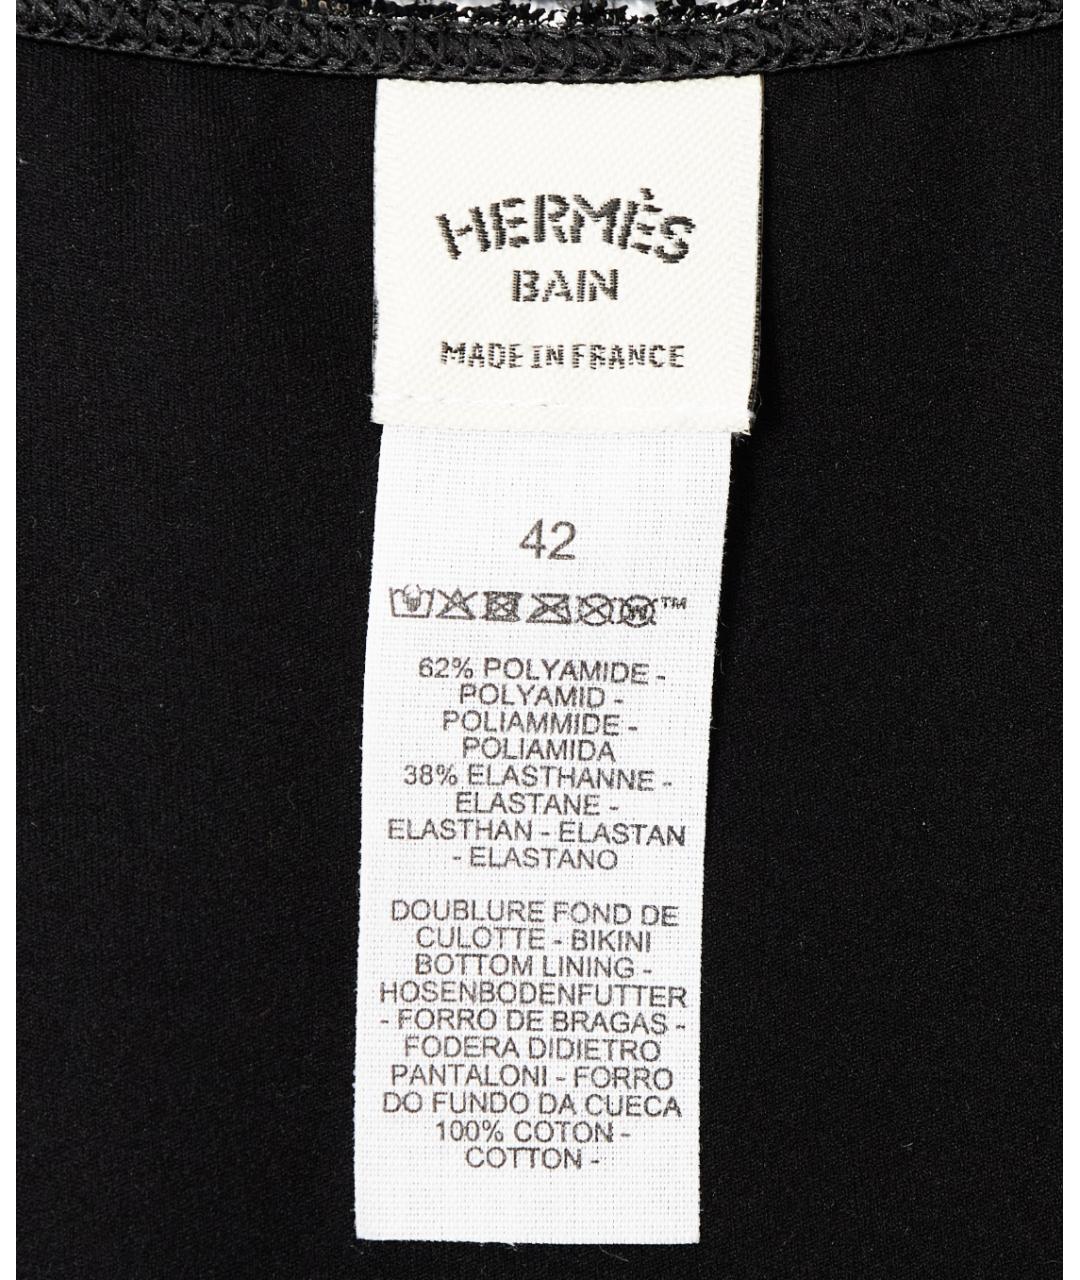 HERMÈS
BAIN
MADE IN FRANCE
42
TM
62% POLYAMIDE -
POLYAMID -
POLIAMMIDE -
POLIAMIDA
38% ELASTHANNE -
ELASTANE -
ELASTHAN - ELASTAN
- ELASTANO
DOUBLURE FOND DE
CULOTTE - BIKINI
BOTTOM LINING -
HOSENBODENFUTTER
- FORRO DE BRAGAS -
FODERA DIDIETRO
PANTALONI - FORRO
DO FUNDO DA CUECA
100% COTON -
COTTON -